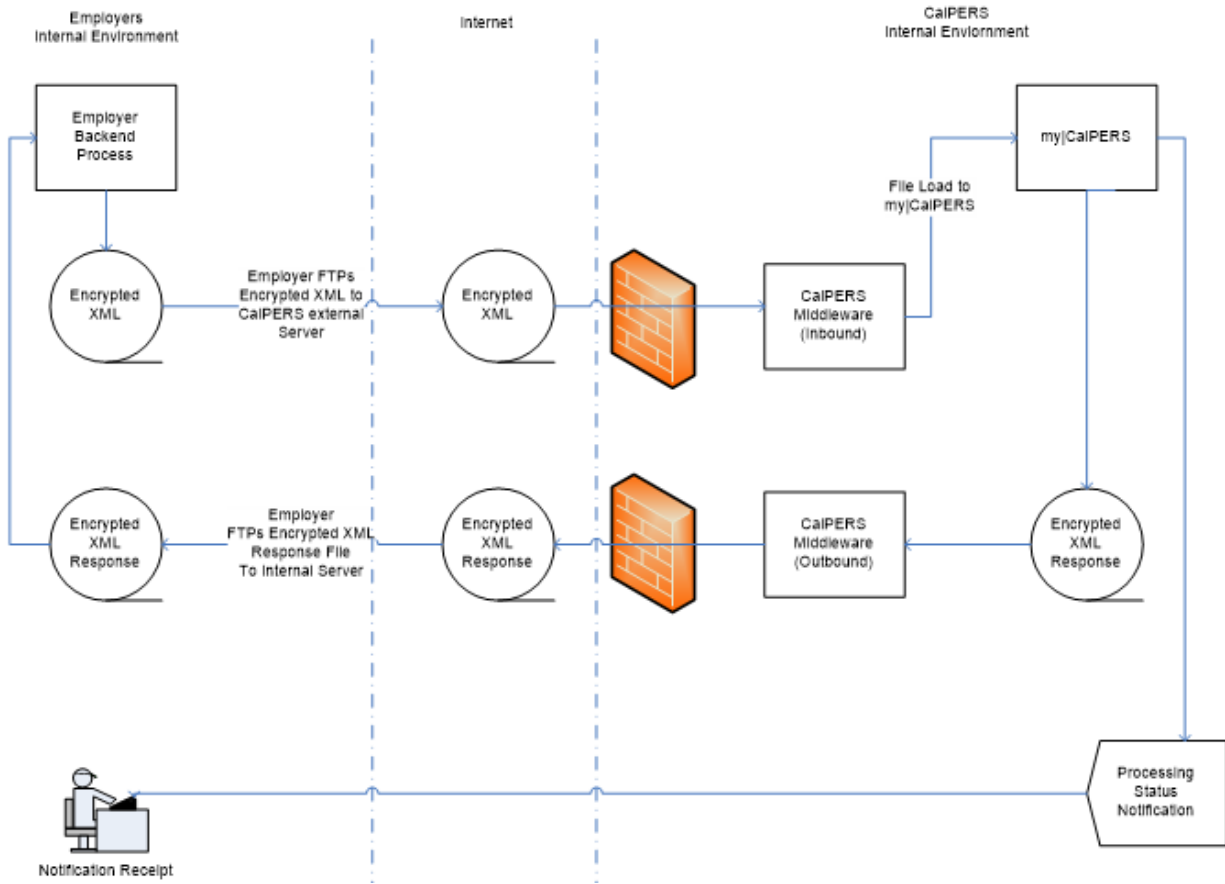 Employers
Internal Environment
Internet
CalPERS
Internal Enviornment
Employer
Backend
Process
my|CalPERS
File Load to
my|CalPERS
Encrypted
XML
Employer FTPs
Encrypted XML to
CalPERS external
Server
Encrypted
XML
CalPERS
Middleware
(Inbound)
Encrypted
XML
Response
Employer
FTPs Encrypted XML
Response File
To Internal Server
Encrypted
XML
Response
CalPERS
Middleware
(Outbound)
Encrypted
XML
Response
Processing
Status
Notification
Notification Receipt